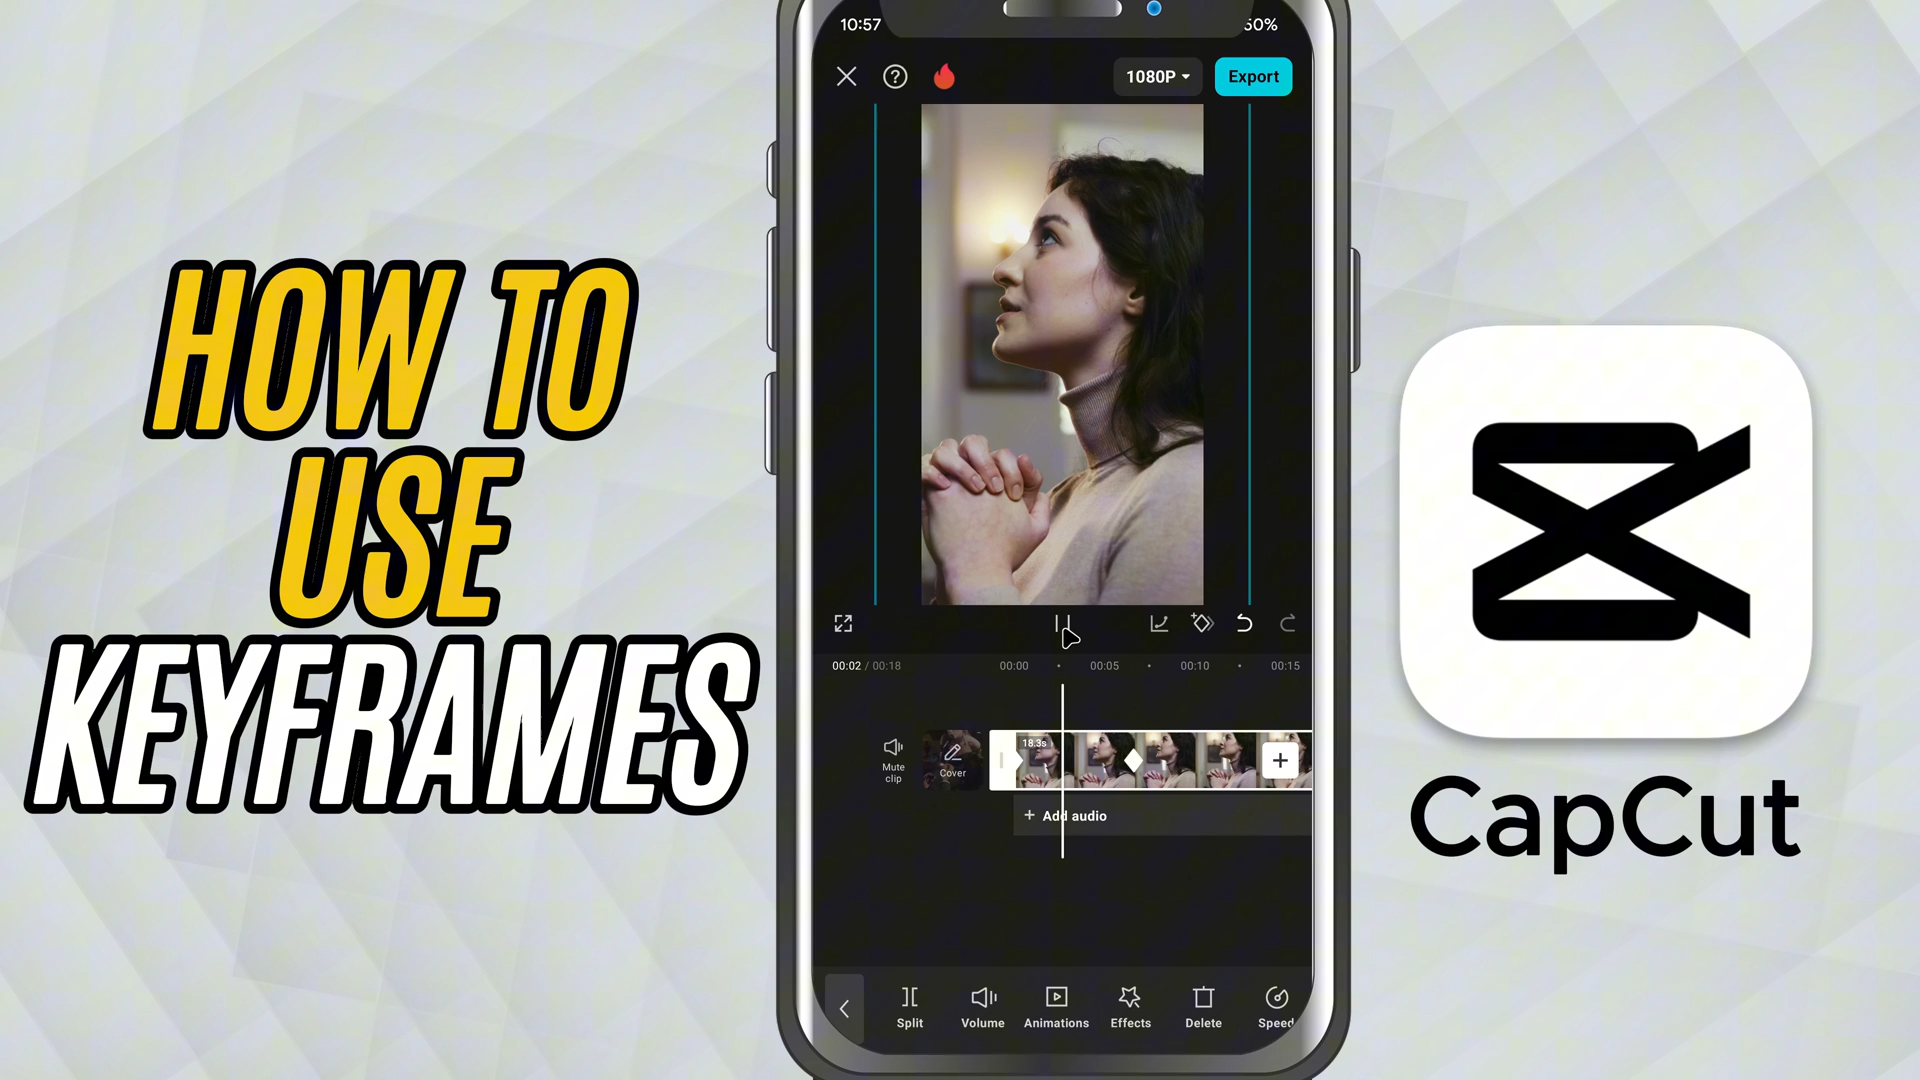 HOW TO
USE
KEYFRAMES
10:57
50%
1080P
Export
00:02 / 00:18
00:00
00:05
00:10
00:15
Mute
clip
Cover
18.3s
+ Add audio
Split
Volume
Animations
Effects
Delete
Speed
CapCut